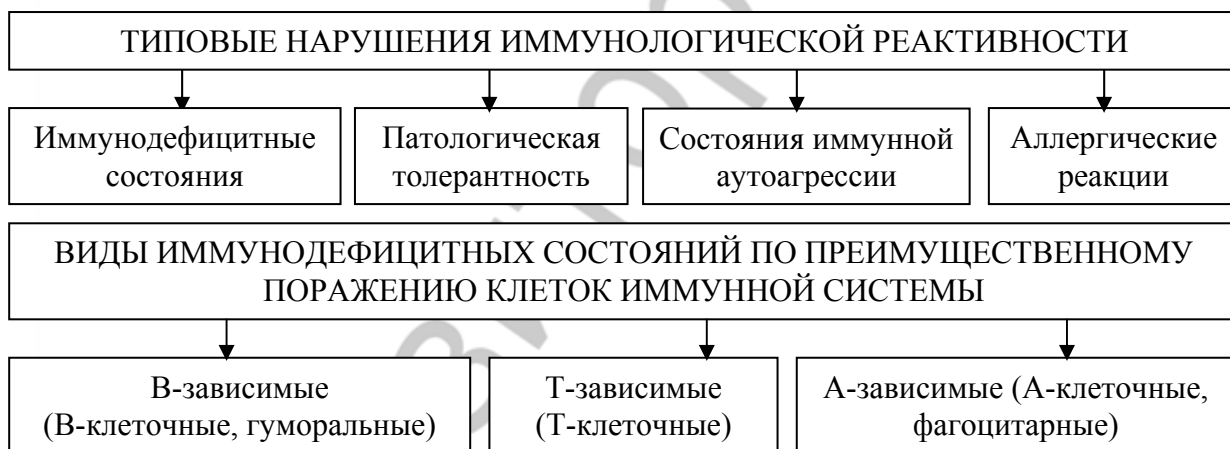 ТИПОВЫЕ НАРУШЕНИЯ ИММУНОЛОГИЧЕСКОЙ РЕАКТИВНОСТИ
Иммунодефицитные
состояния
Патологическая
толерантность
Состояния иммунной
аутоагрессии
Аллергические
реакции
ВИДЫ ИММУНОДЕФИЦИТНЫХ СОСТОЯНИЙ ПО ПРЕИМУЩЕСТВЕННОМУ
ПОРАЖЕНИЮ КЛЕТОК ИММУННОЙ СИСТЕМЫ
В-зависимые
(В-клеточные, гуморальные)
Т-зависимые
(Т-клеточные)
А-зависимые (А-клеточные,
фагоцитарные)